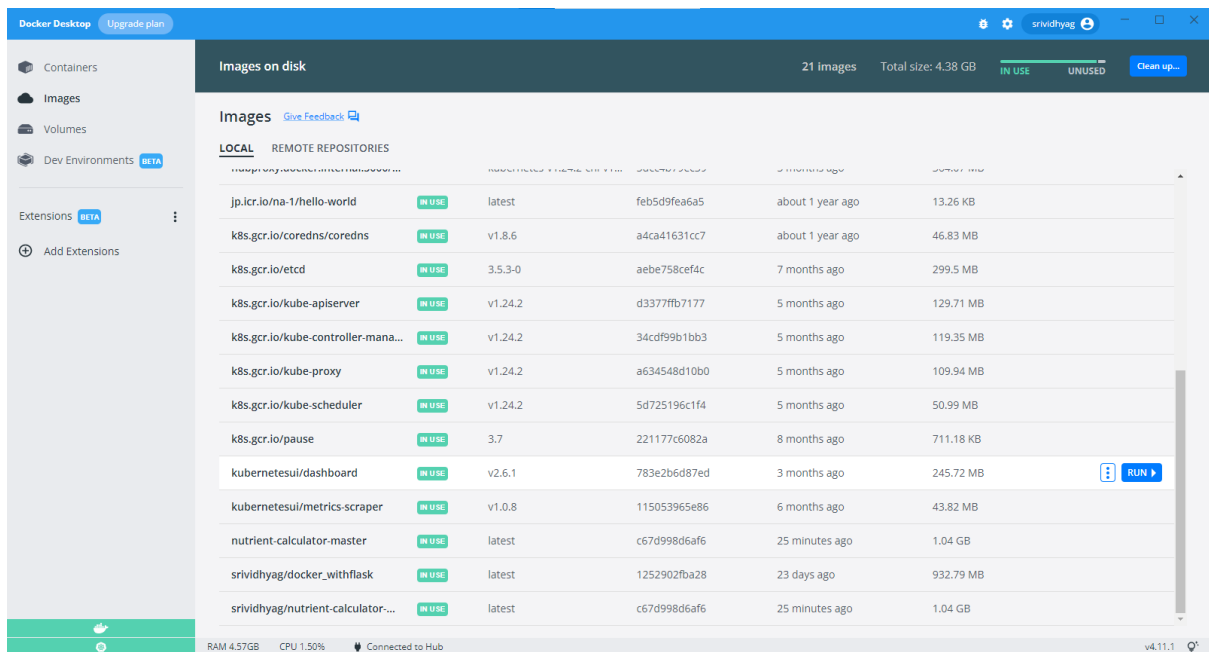 Docker Desktop Upgrade plan srividhyag
Containers
Images
Volumes
Dev Environments BETA
Extensions BETA
Add Extensions
Images on disk 21 images Total size: 4.38 GB IN USE UNUSED Clean up...
Images Give Feedback
LOCAL REMOTE REPOSITORIES
jp.icr.io/na-1/hello-world IN USE latest feb5d9fea6a5 about 1 year ago 13.26 KB
k8s.gcr.io/coredns/coredns IN USE v1.8.6 a4ca41631cc7 about 1 year ago 46.83 MB
k8s.gcr.io/etcd IN USE 3.5.3-0 aebe758cef4c 7 months ago 299.5 MB
k8s.gcr.io/kube-apiserver IN USE v1.24.2 d3377ffb7177 5 months ago 129.71 MB
k8s.gcr.io/kube-controller-mana... IN USE v1.24.2 34cdf99b1bb3 5 months ago 119.35 MB
k8s.gcr.io/kube-proxy IN USE v1.24.2 a634548d10b0 5 months ago 109.94 MB
k8s.gcr.io/kube-scheduler IN USE v1.24.2 5d725196c1f4 5 months ago 50.99 MB
k8s.gcr.io/pause IN USE 3.7 221177c6082a 8 months ago 711.18 KB
kubernetesui/dashboard IN USE v2.6.1 783e2b6d87ed 3 months ago 245.72 MB RUN
kubernetesui/metrics-scraper IN USE v1.0.8 115053965e86 6 months ago 43.82 MB
nutrient-calculator-master IN USE latest c67d998d6af6 25 minutes ago 1.04 GB
srividhyag/docker_withflask IN USE latest 1252902fba28 23 days ago 932.79 MB
srividhyag/nutrient-calculator-... IN USE latest c67d998d6af6 25 minutes ago 1.04 GB
RAM 4.57GB CPU 1.50% Connected to Hub v4.11.1